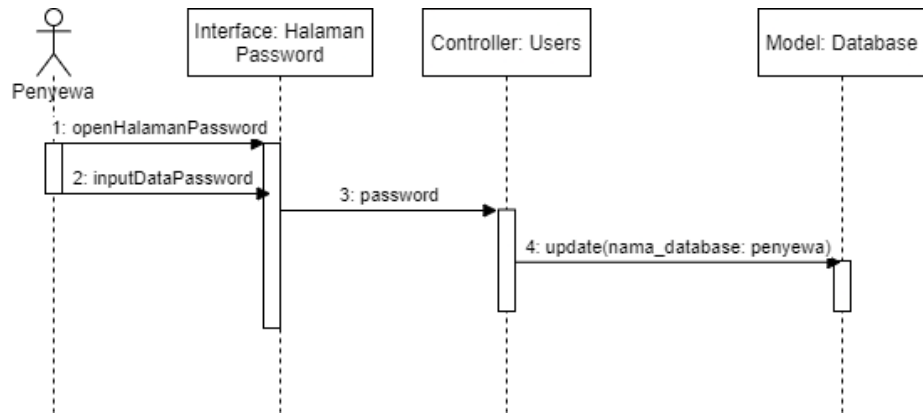 Interface: Halaman
Password
Controller: Users
Model: Database
Penyewa
1: openHalamanPassword
2: inputDataPassword
3: password
4: update(nama_database: penyewa)